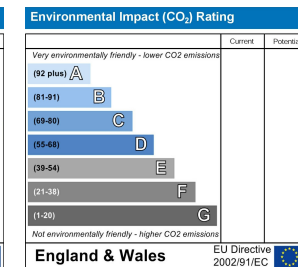 Environmental Impact (CO₂) Rating
Current Potential
Very environmentally friendly - lower CO2 emissions
(92 plus) A
(81-91) B
(69-80) C
(55-68) D
(39-54) E
(21-38) F
(1-20) G
Not environmentally friendly - higher CO2 emissions
England & Wales
EU Directive
2002/91/EC